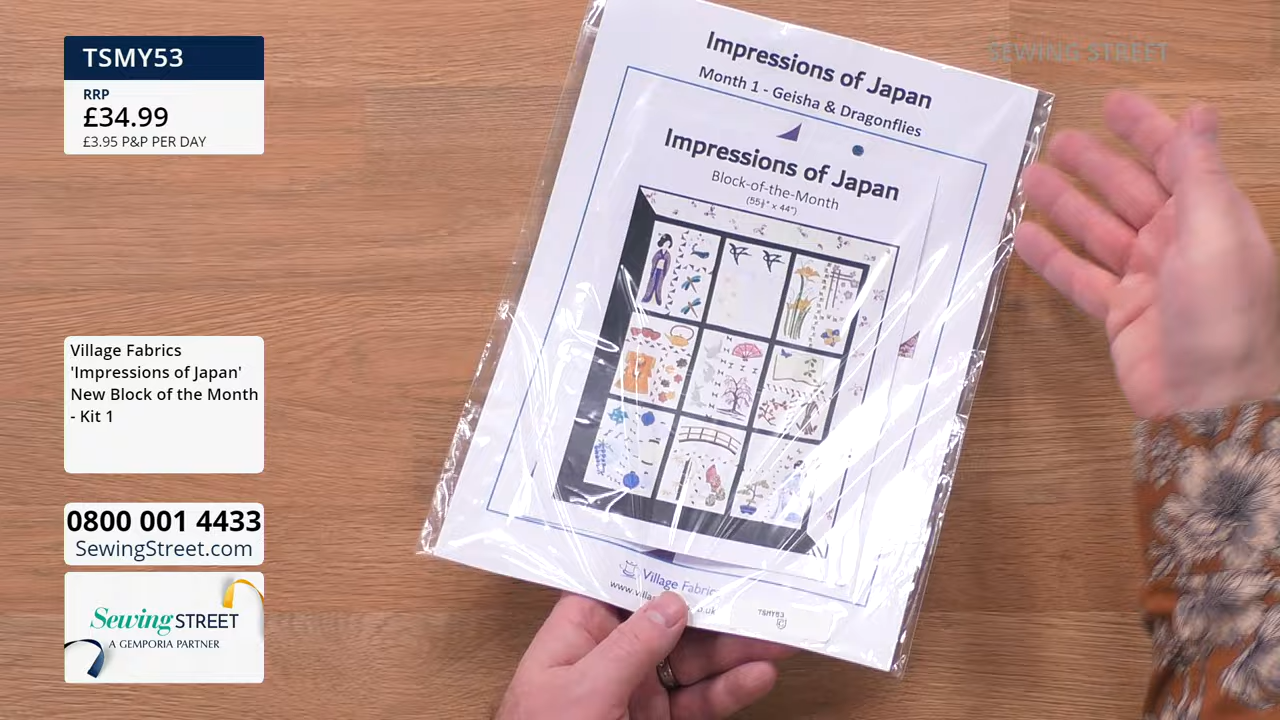 TSMY53
RRP
£34.99
£3.95 P&P PER DAY
Village Fabrics
'Impressions of Japan'
New Block of the Month
- Kit 1
0800 001 4433
SewingStreet.com
Sewing STREET
A GEMPORIA PARTNER
SEWING STREET
Impressions of Japan
Month 1 - Geisha & Dragonflies
Impressions of Japan
Block-of-the-Month
Village Fabric
TSMY53